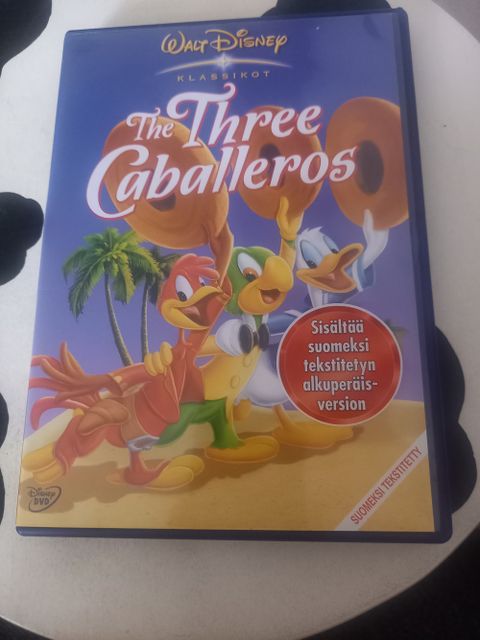 WALT DISNEY
KLASSIKOT
The Three
Caballeros
Sisältää
suomeksi
tekstitetyn
alkuperäis-
version
Disney
DVD
SUOMEKSI TEKSTITETTY